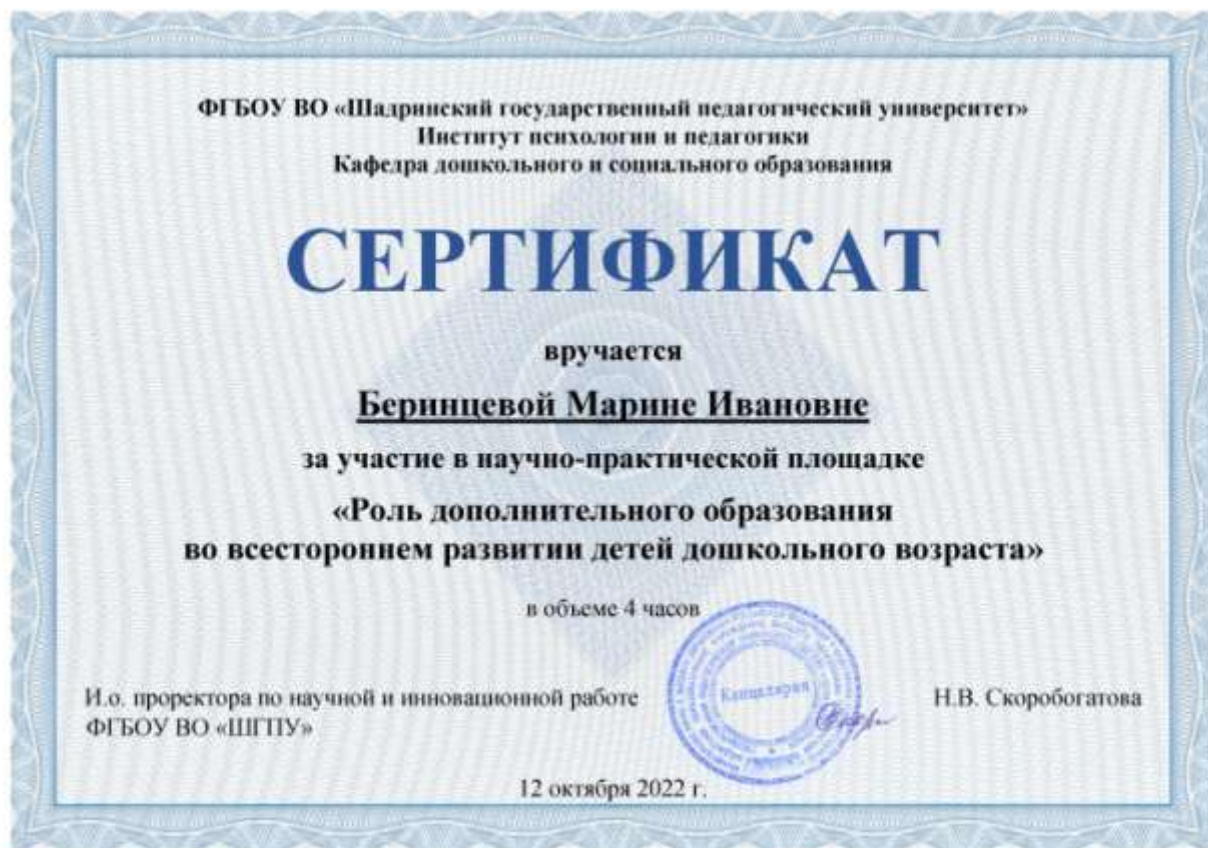 ФГБОУ ВО «Шадринский государственный педагогический университет»
Институт психологии и педагогики
Кафедра дошкольного и социального образования
СЕРТИФИКАТ
вручается
Беринцевой Марине Ивановне
за участие в научно-практической площадке
«Роль дополнительного образования
во всестороннем развитии детей дошкольного возраста»
в объеме 4 часов
И.о. проректора по научной и инновационной работе
ФГБОУ ВО «ШГПУ»
Канцелярия
Н.В. Скоробогатова
12 октября 2022 г.